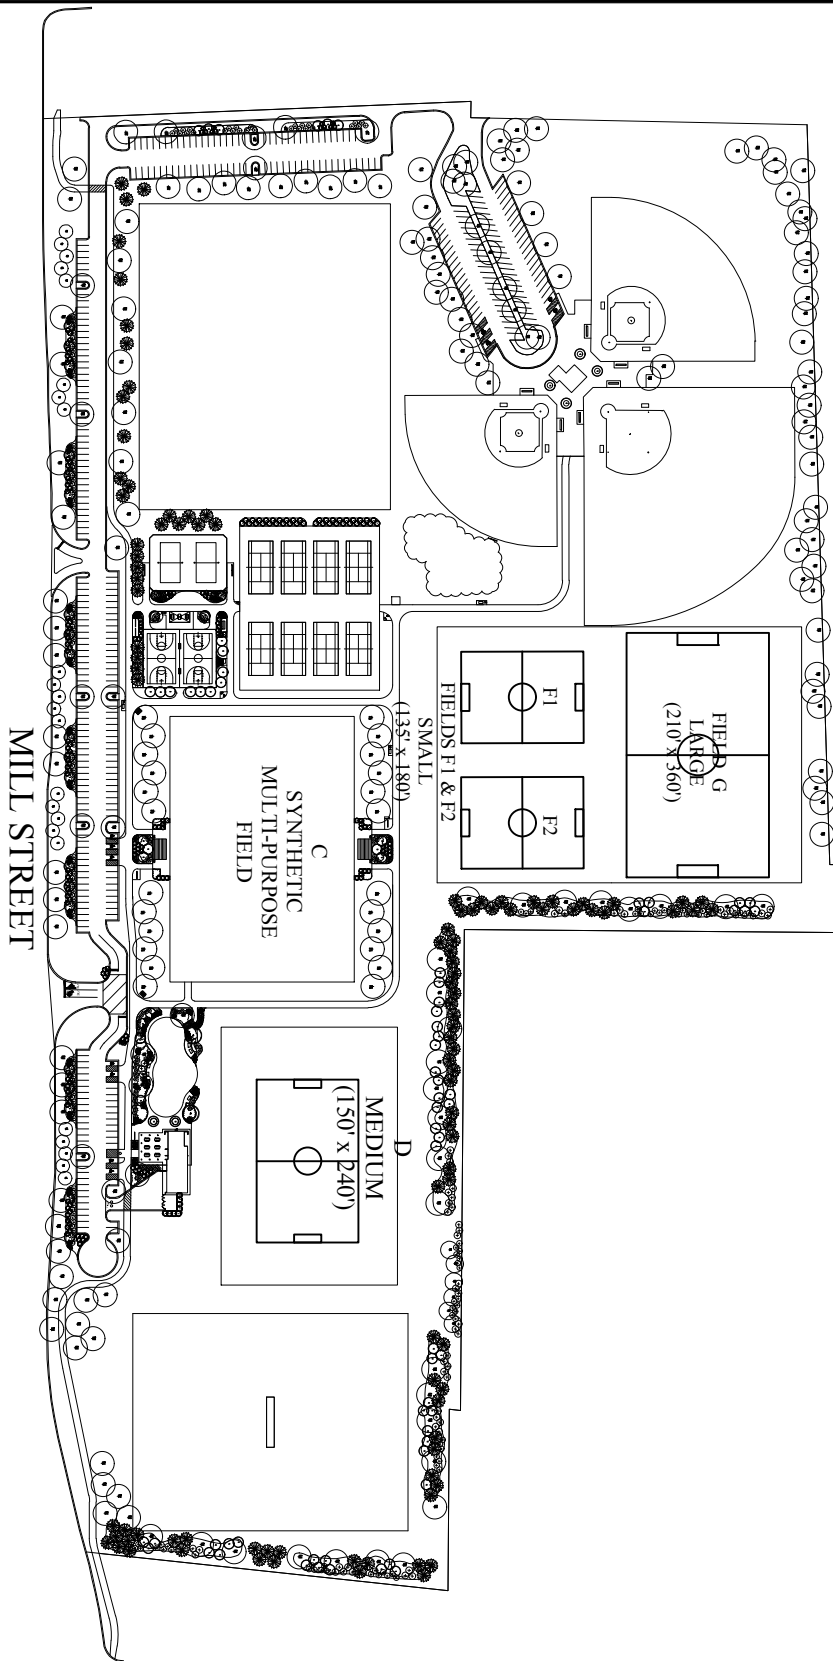 FIELD G
LARGE
(210' x 360')
F1
F2
FIELDS F1 & F2
SMALL
(135' x 180')
C
SYNTHETIC
MULTI-PURPOSE
FIELD
D
MEDIUM
(150' x 240')
MILL STREET